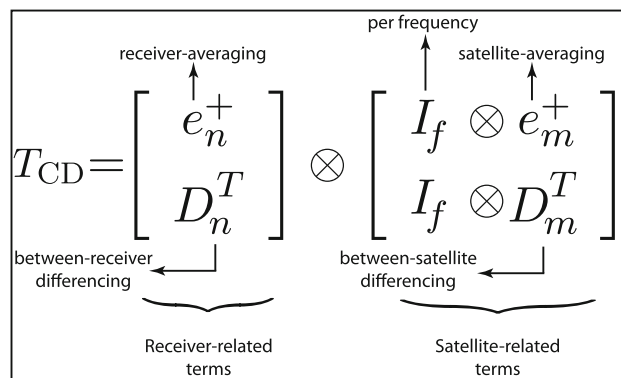 per frequency
receiver-averaging satellite-averaging
e_n^+ I_f ⊗ e_m^+
T_CD = [ ] ⊗ [ ]
D_n^T I_f ⊗ D_m^T
between-receiver differencing
between-satellite differencing
Receiver-related terms
Satellite-related terms